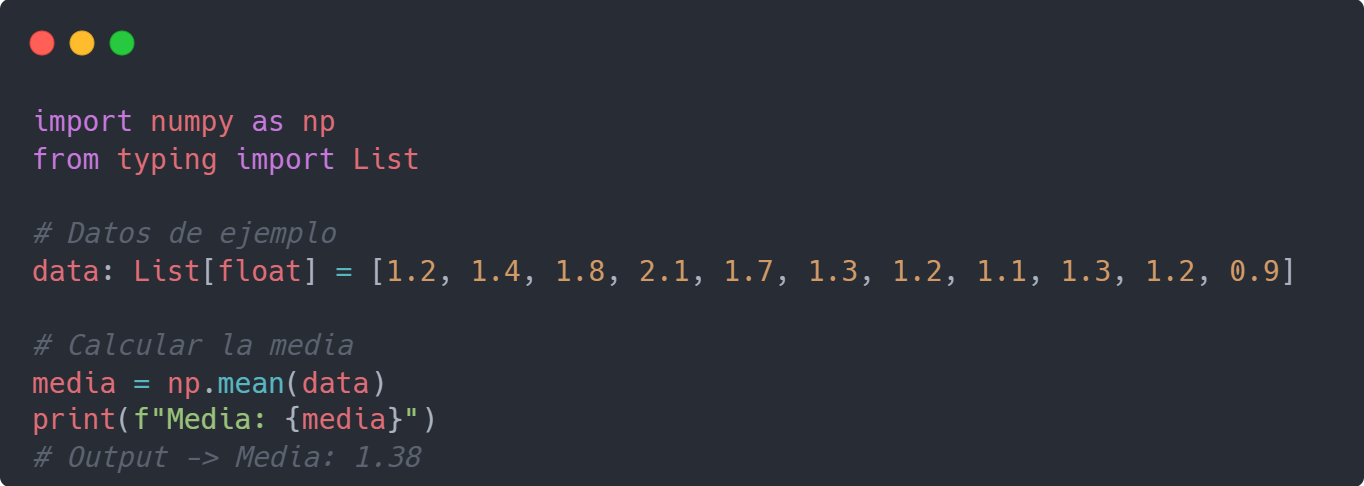 import numpy as np
from typing import List
# Datos de ejemplo
data: List[float] = [1.2, 1.4, 1.8, 2.1, 1.7, 1.3, 1.2, 1.1, 1.3, 1.2, 0.9]
# Calcular la media
media = np.mean(data)
print(f"Media: {media}")
# Output -> Media: 1.38